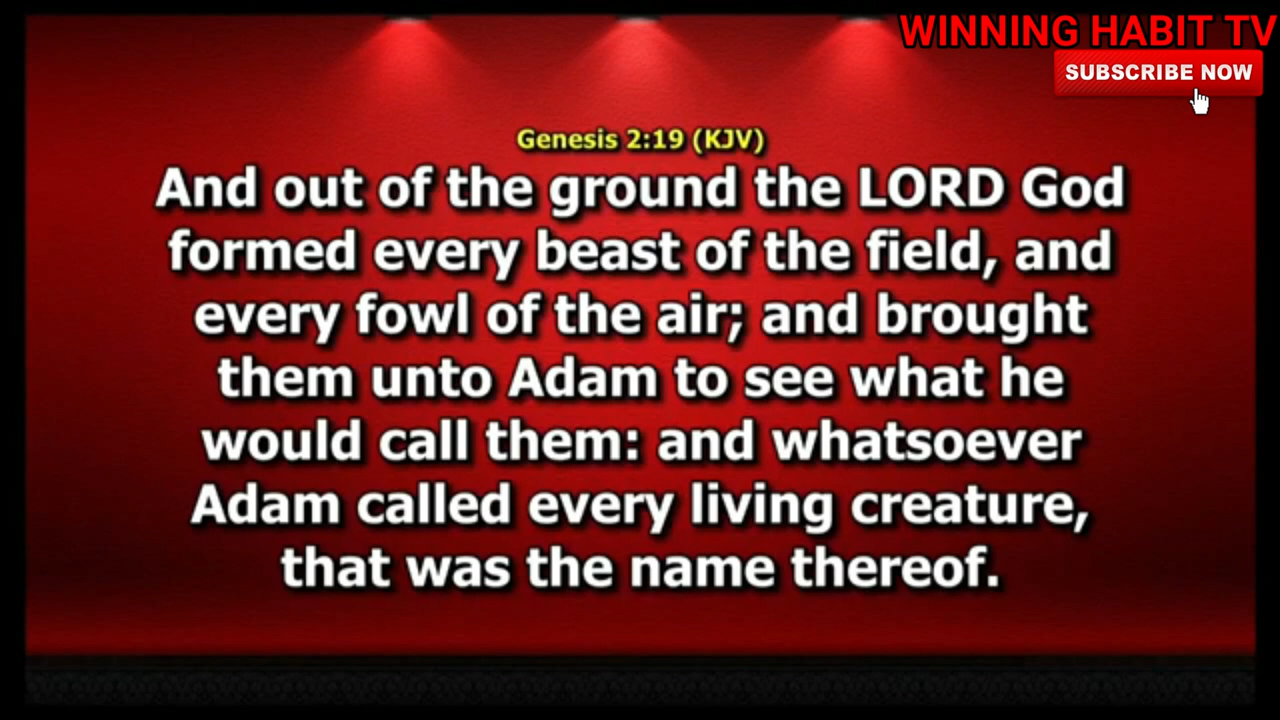 WINNING HABIT TV
SUBSCRIBE NOW
Genesis 2:19 (KJV)
And out of the ground the LORD God
formed every beast of the field, and
every fowl of the air; and brought
them unto Adam to see what he
would call them: and whatsoever
Adam called every living creature,
that was the name thereof.